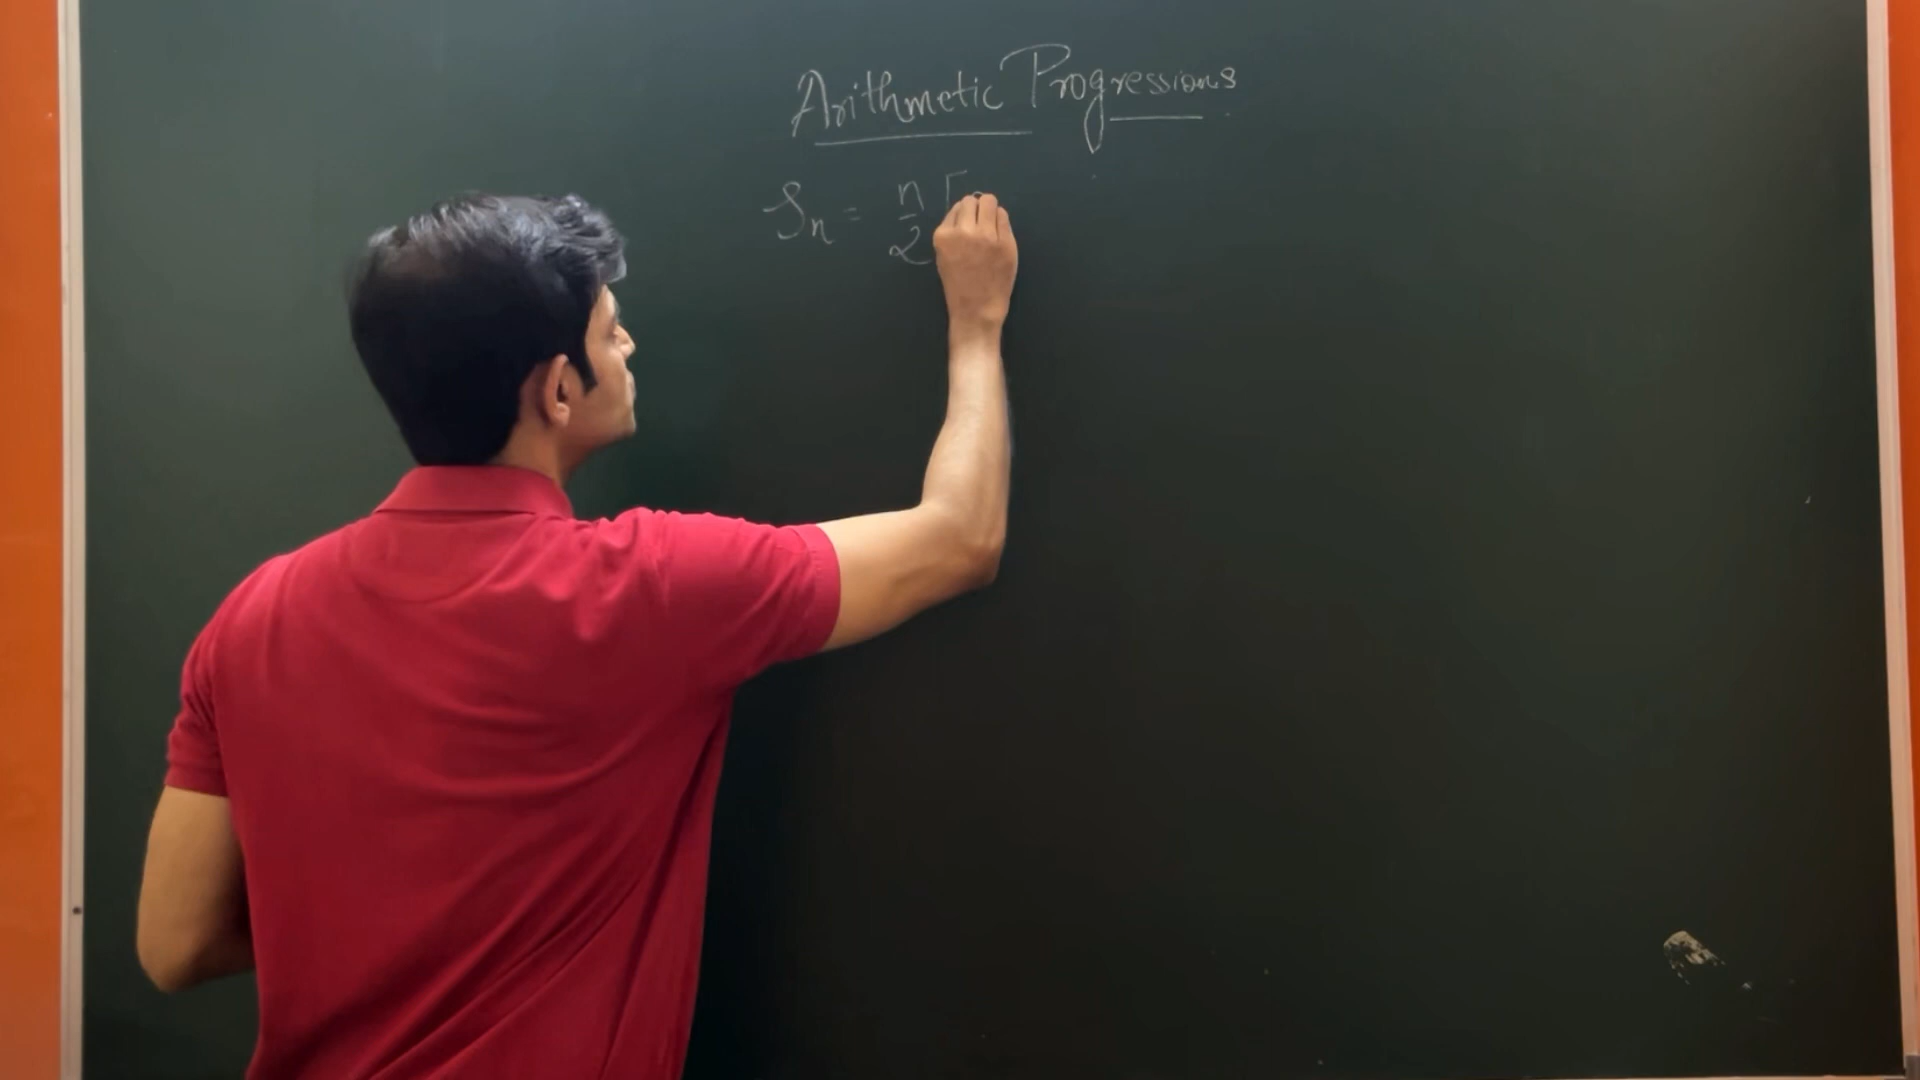 Arithmetic Progressions
Sn = n/2 [